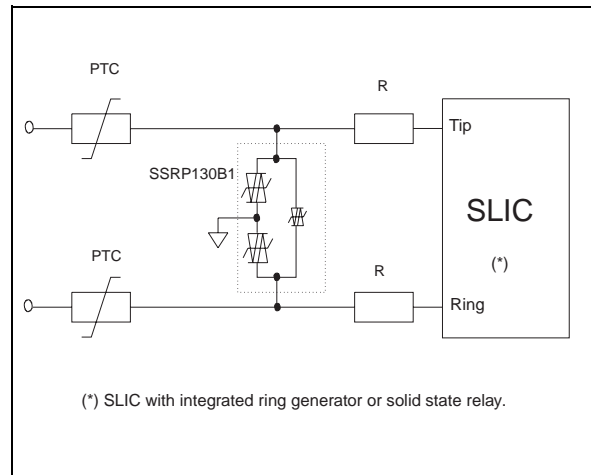 PTC
R
Tip
SSRP130B1
SLIC
(*)
PTC
R
Ring
(*) SLIC with integrated ring generator or solid state relay.